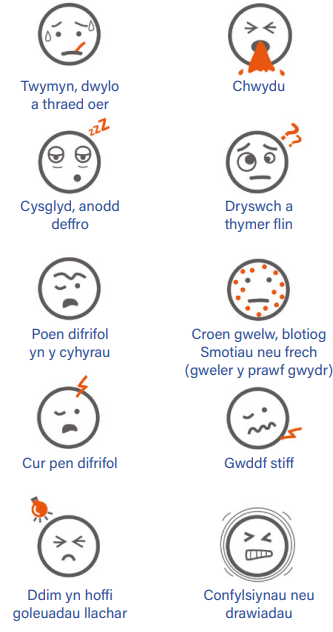 Twymyn, dwylo
a thraed oer
Chwydu
zzZ
Cysglyd, anodd
deffro
? ?
Dryswch a
thymer flin
Poen difrifol
yn y cyhyrau
Croen gwelw, blotiog
Smotiau neu frech
(gweler y prawf gwydr)
Cur pen difrifol
Gwddf stiff
Ddim yn hoffi
goleuadau llachar
Confylsiynau neu
drawiadau